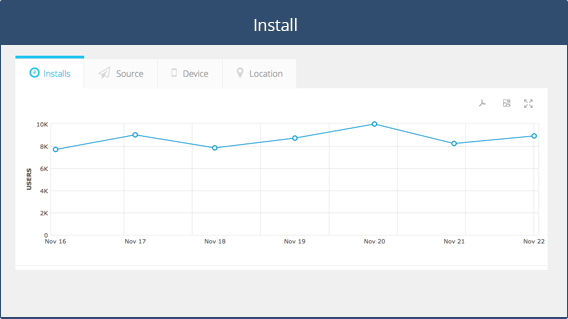 Install
Installs Source Device Location
10K
8K
6K
4K
2K
0
USERS
Nov 16 Nov 17 Nov 18 Nov 19 Nov 20 Nov 21 Nov 22